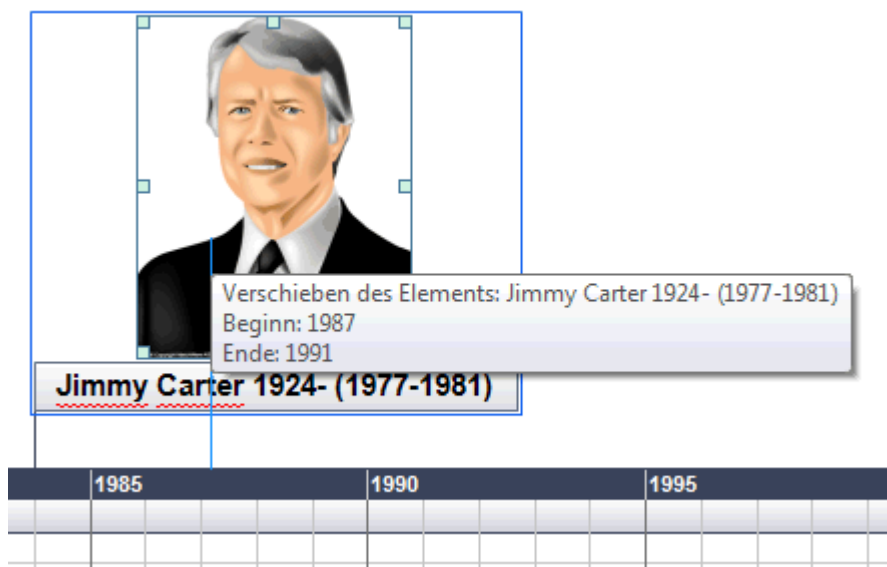 Verschieben des Elements: Jimmy Carter 1924- (1977-1981)
Beginn: 1987
Ende: 1991
Jimmy Carter 1924- (1977-1981)
1985 1990 1995